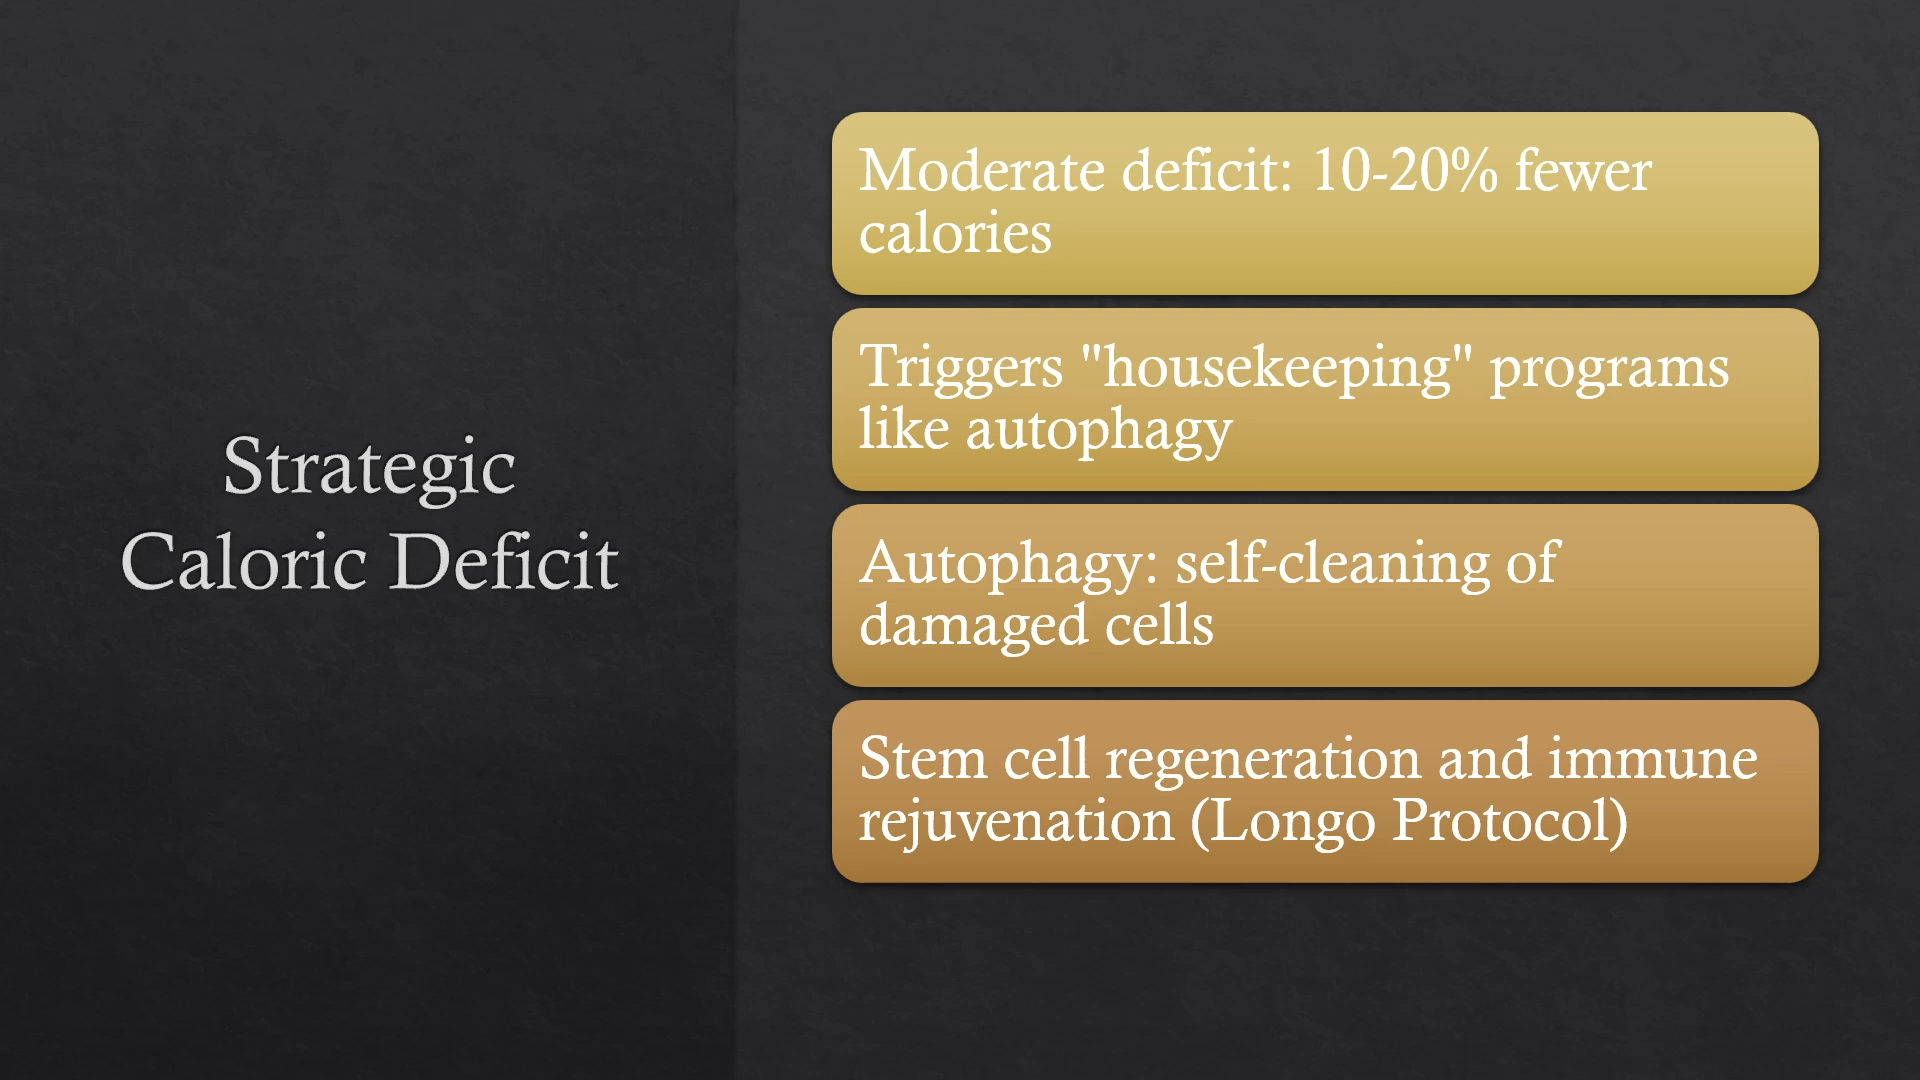 Strategic
Caloric Deficit
Moderate deficit: 10-20% fewer
calories
Triggers "housekeeping" programs
like autophagy
Autophagy: self-cleaning of
damaged cells
Stem cell regeneration and immune
rejuvenation (Longo Protocol)